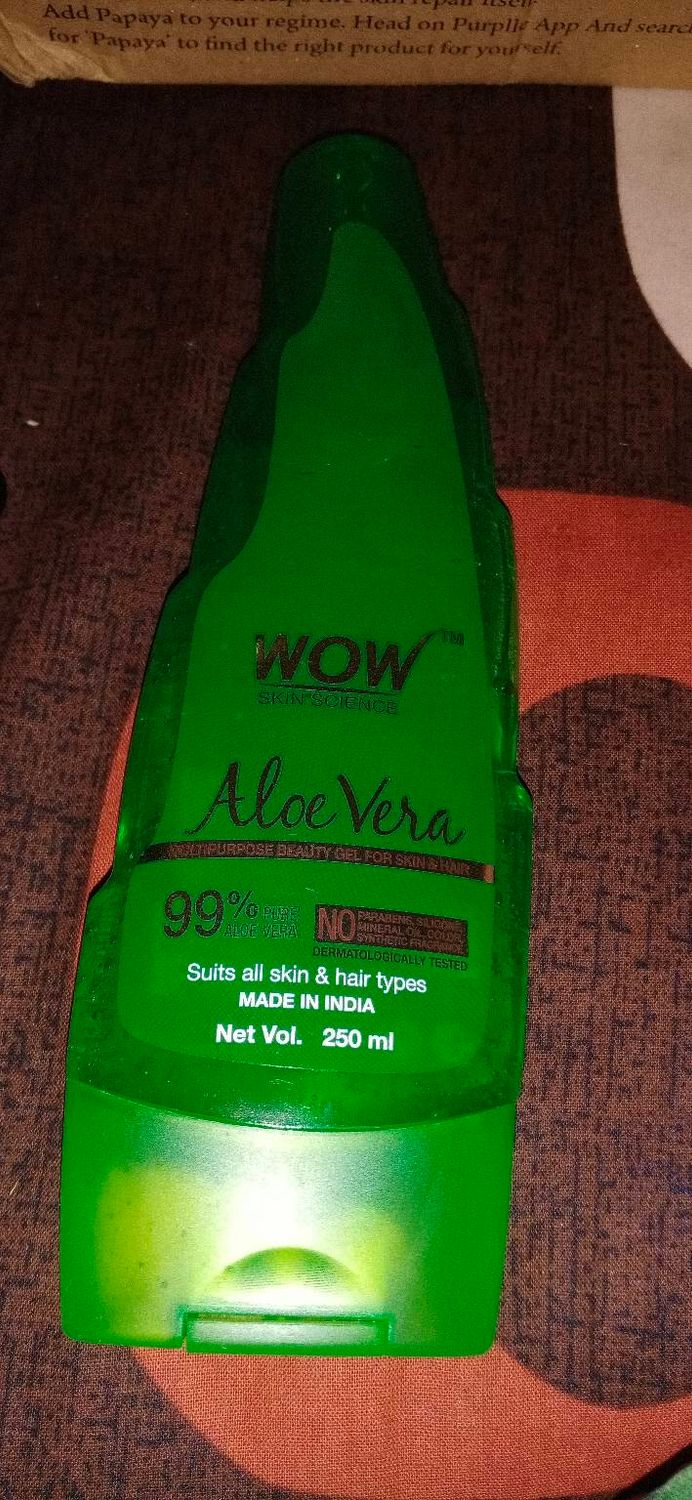 Add Papaya to your regime. Head on Purplle App And search
for 'Papaya' to find the right product for yourself.
WOW™
SKIN SCIENCE
Aloe Vera
MULTIPURPOSE BEAUTY GEL FOR SKIN & HAIR
99% PURE
ALOE VERA
NO PARABENS, SILICONE,
MINERAL OIL, COLOR,
SYNTHETIC FRAGRANCE
DERMATOLOGICALLY TESTED
Suits all skin & hair types
MADE IN INDIA
Net Vol. 250 ml